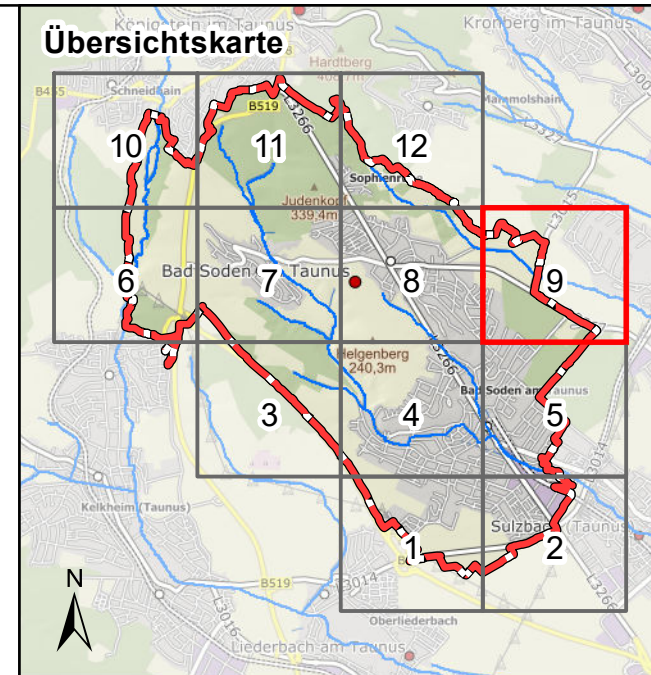 Königstein im Taunus
Kronberg im Taunus
Übersichtskarte
Hardtberg
B455
Schneidhain
B519
L3266
Mammolshain
L3327
L3015
10
11
12
Sophienruhe
Judenkopf
339,4m
6
Bad Soden am Taunus
7
8
9
Helgenberg
240,3m
L3266
Bad Soden am Taunus
3
4
5
L3014
Kelkheim (Taunus)
Sulzbach (Taunus)
1
2
N
B519
L3014
L3266
L3016
Oberliederbach
Liederbach am Taunus